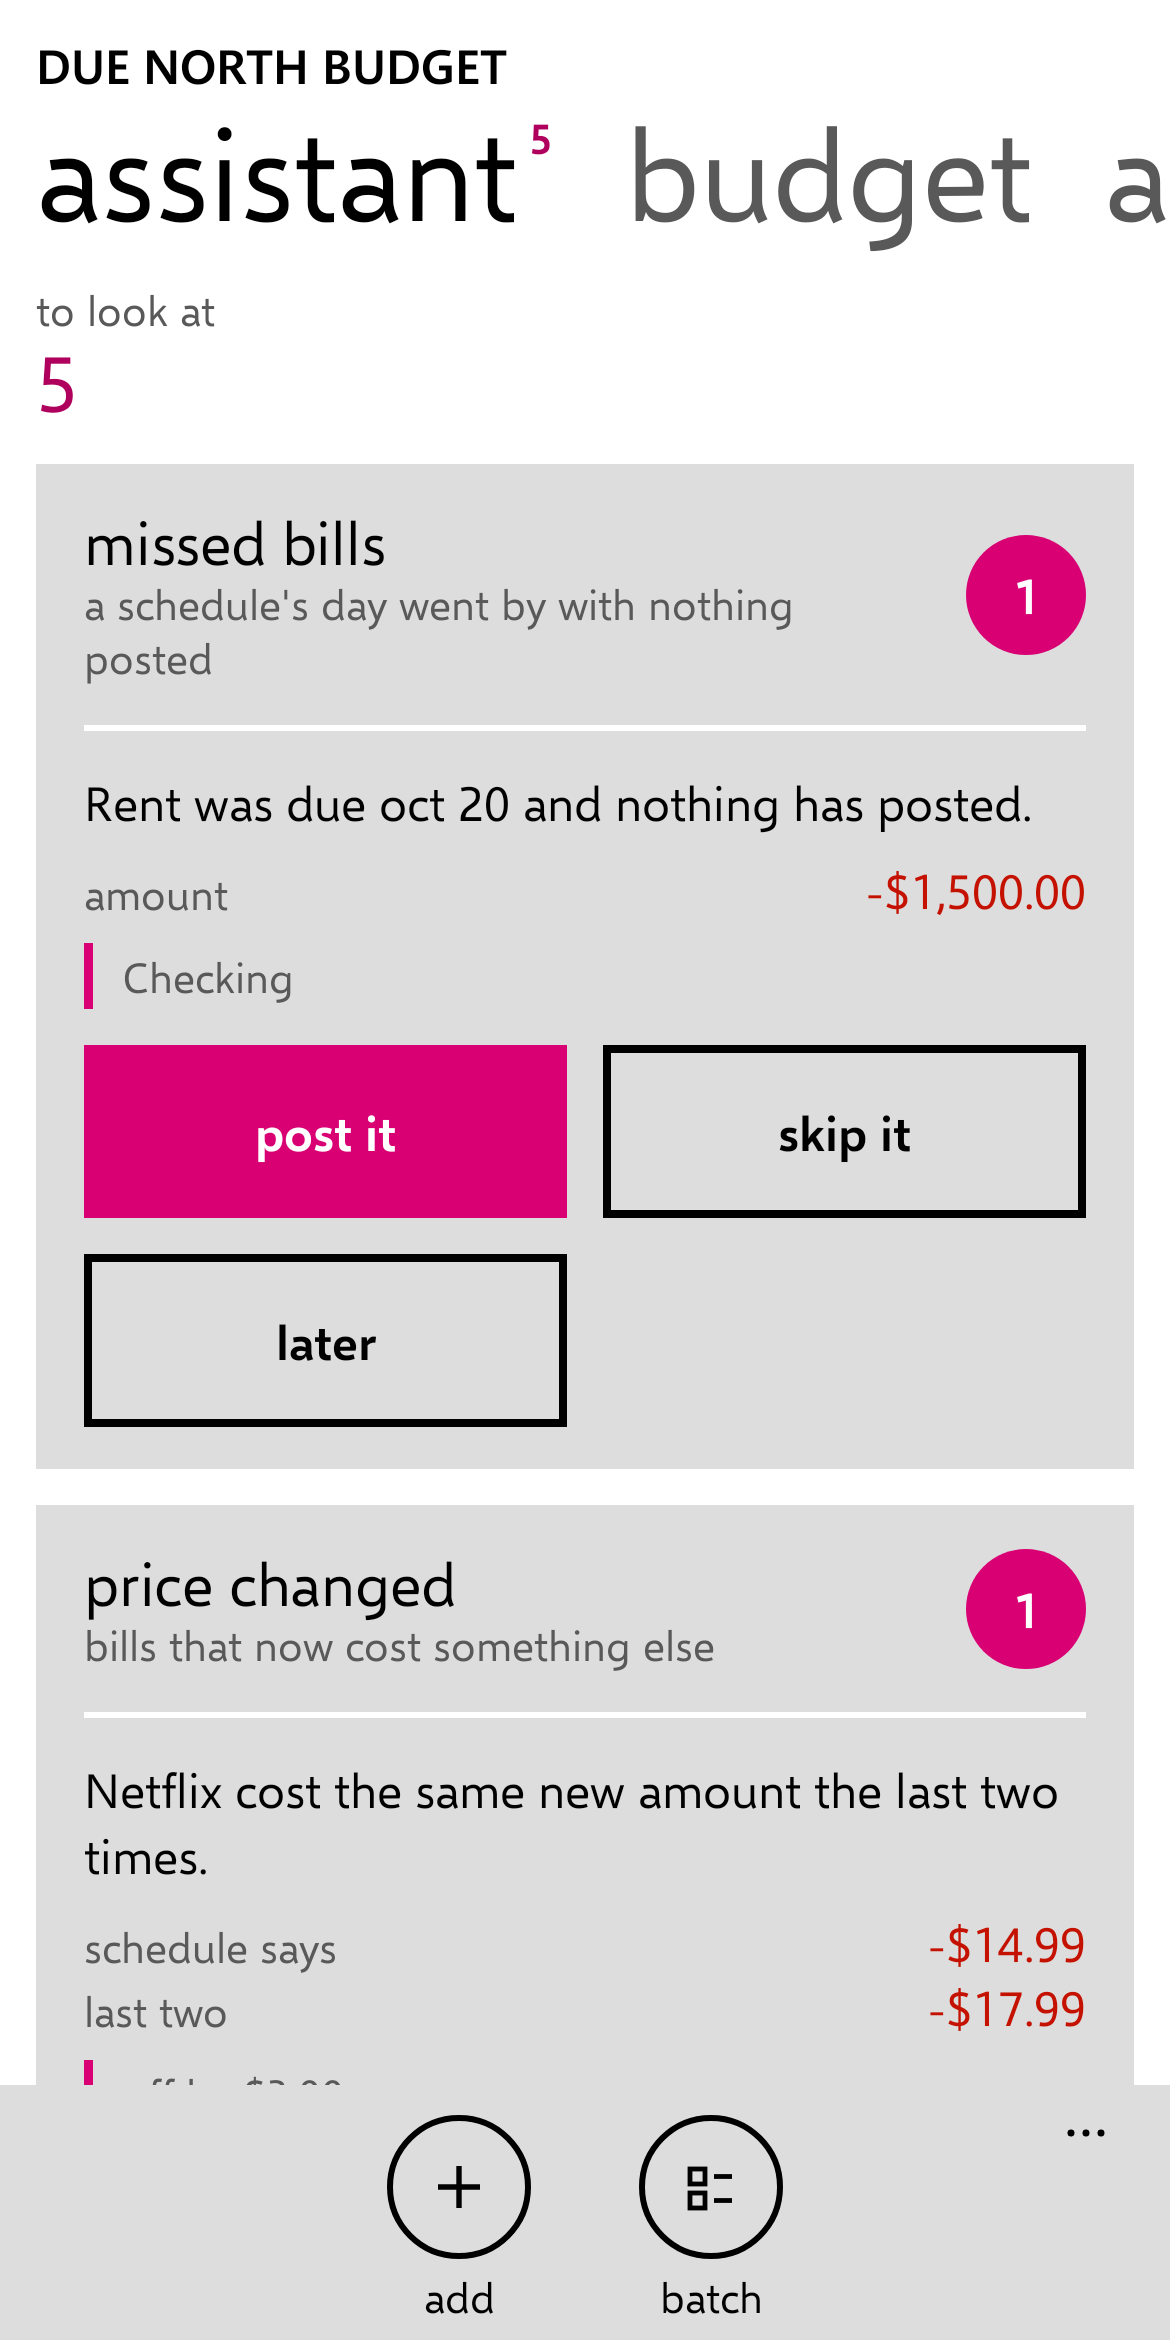 DUE NORTH BUDGET
assistant 5 budget a
to look at
5
missed bills
a schedule's day went by with nothing
posted
1
Rent was due oct 20 and nothing has posted.
amount -$1,500.00
Checking
post it skip it
later
price changed
bills that now cost something else
1
Netflix cost the same new amount the last two
times.
schedule says -$14.99
last two -$17.99
...
add batch